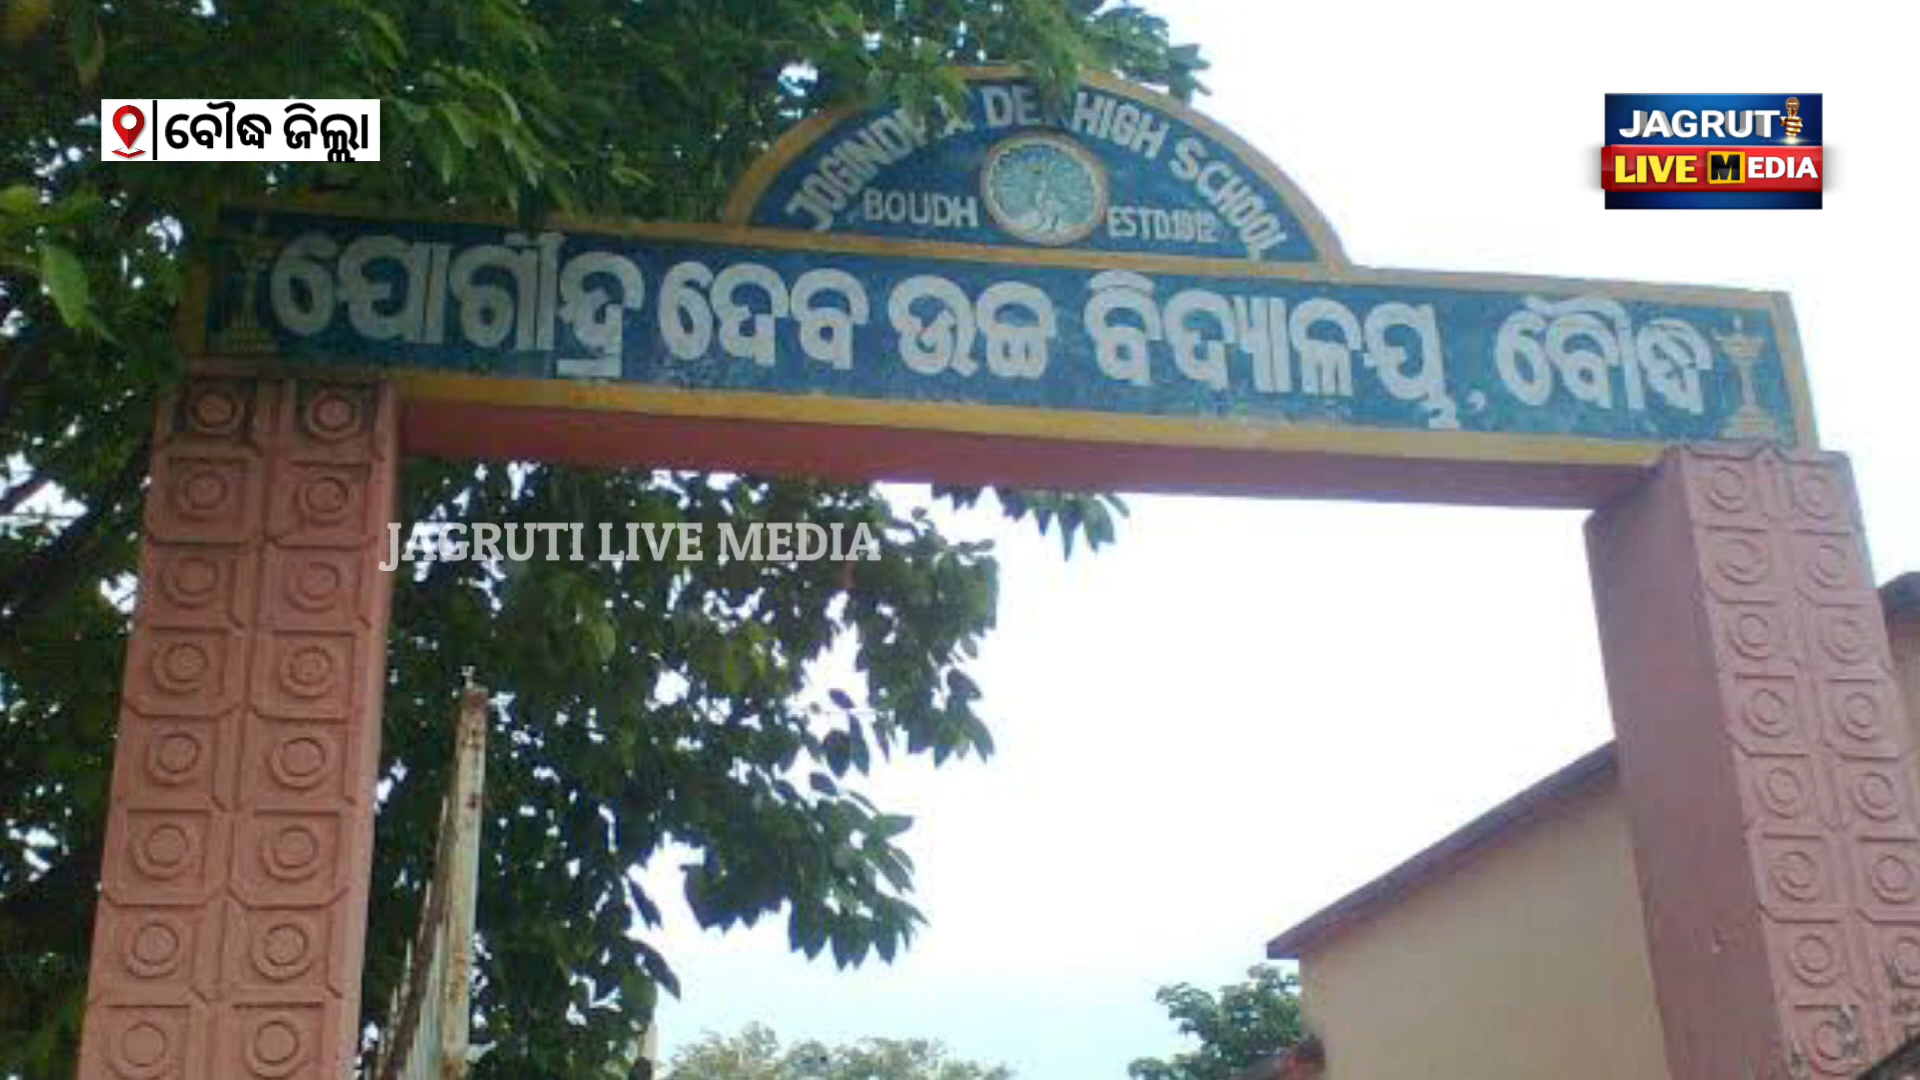 ବୌଦ୍ଧ ଜିଲ୍ଲା
JAGRUTI
LIVE MEDIA
HIGH SCHOOL
BOUDH ESTD.1912
ଯୋଗୀନ୍ଦ୍ର ଦେବ ଉଚ୍ଚ ବିଦ୍ୟାଳୟ, ବୌଦ୍ଧ
JAGRUTI LIVE MEDIA